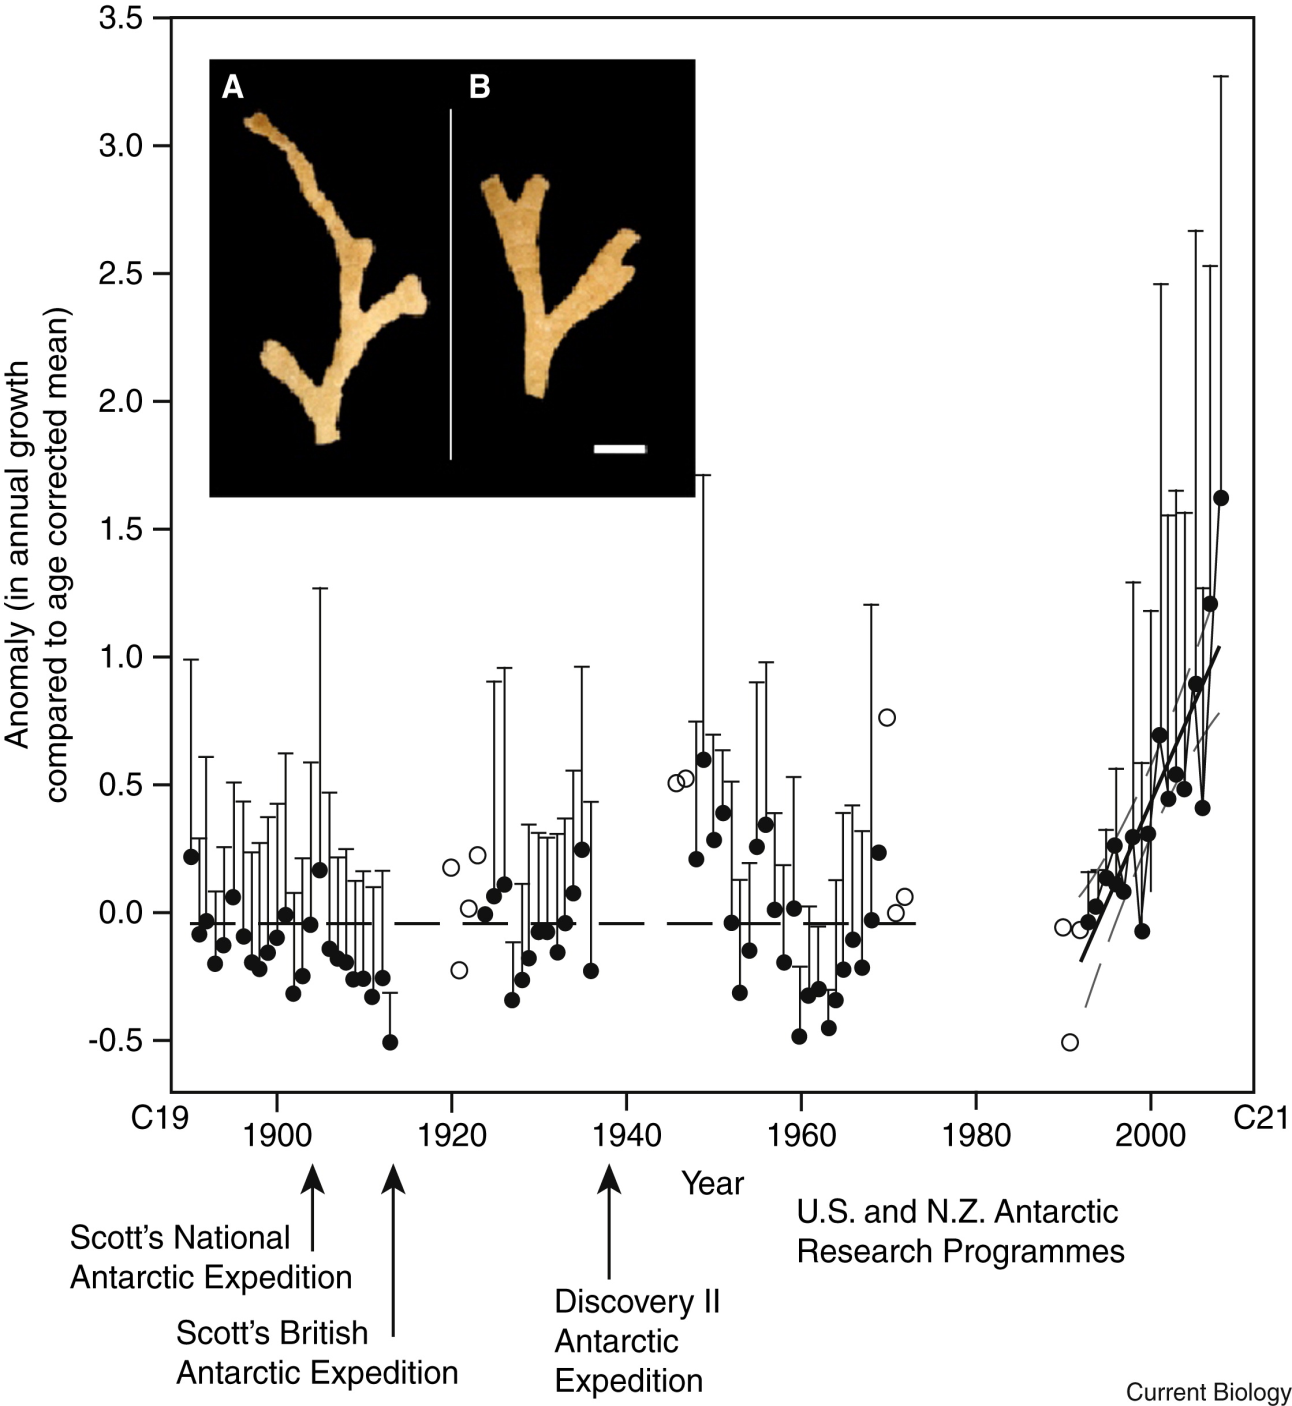 3.5
A
B
3.0
2.5
2.0
1.5
1.0
0.5
0.0
-0.5
Anomaly (in annual growth
compared to age corrected mean)
C19
1900
1920
1940
1960
1980
2000
C21
Year
Scott's National
Antarctic Expedition
Scott's British
Antarctic Expedition
Discovery II
Antarctic
Expedition
U.S. and N.Z. Antarctic
Research Programmes
Current Biology